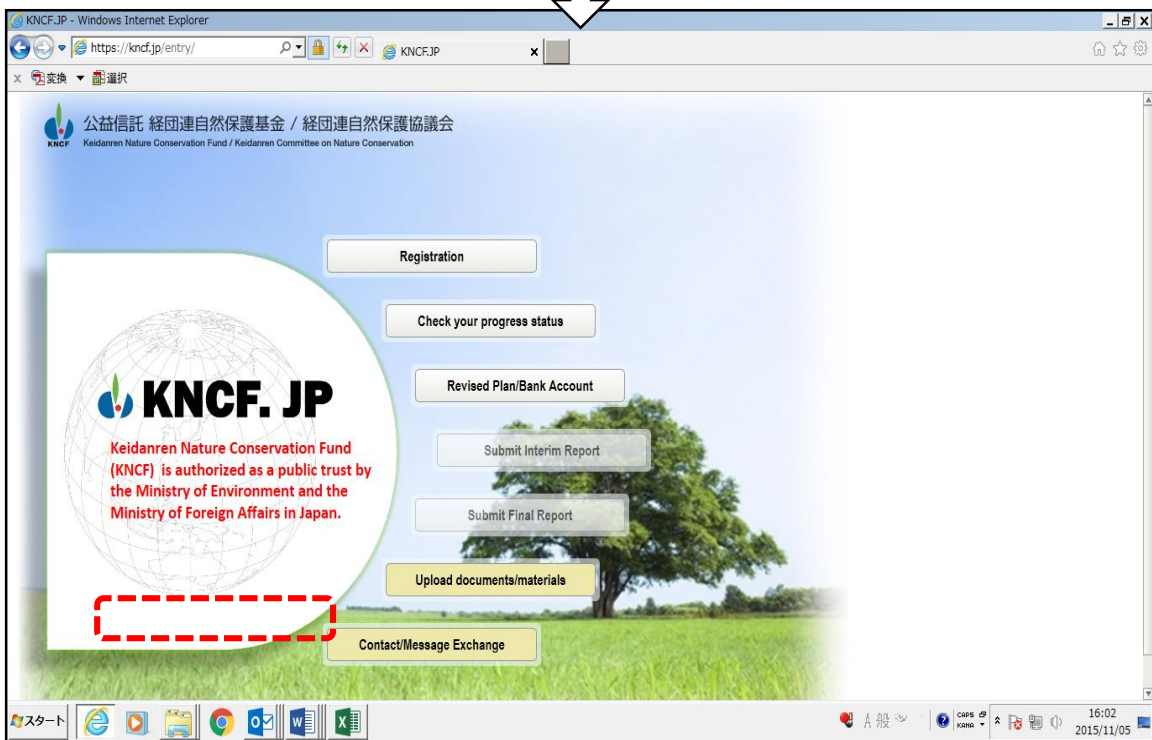 KNCF.JP - Windows Internet Explorer
https://kncf.jp/entry/
KNCF.JP
x 変換 ▼ 選択
公益信託 経団連自然保護基金 / 経団連自然保護協議会
KNCF
Keidanren Nature Conservation Fund / Keidanren Committee on Nature Conservation
Registration
Check your progress status
Revised Plan/Bank Account
KNCF. JP
Keidanren Nature Conservation Fund
(KNCF) is authorized as a public trust by
the Ministry of Environment and the
Ministry of Foreign Affairs in Japan.
Submit Interim Report
Submit Final Report
Upload documents/materials
Contact/Message Exchange
スタート
A 般
CAPS
KANA
16:02
2015/11/05